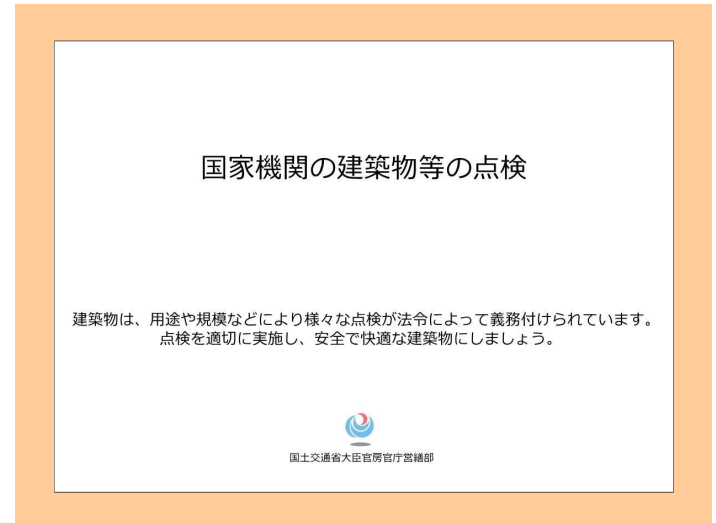 国家機関の建築物等の点検
建築物は、用途や規模などにより様々な点検が法令によって義務付けられています。
点検を適切に実施し、安全で快適な建築物にしましょう。
国土交通省大臣官房官庁営繕部